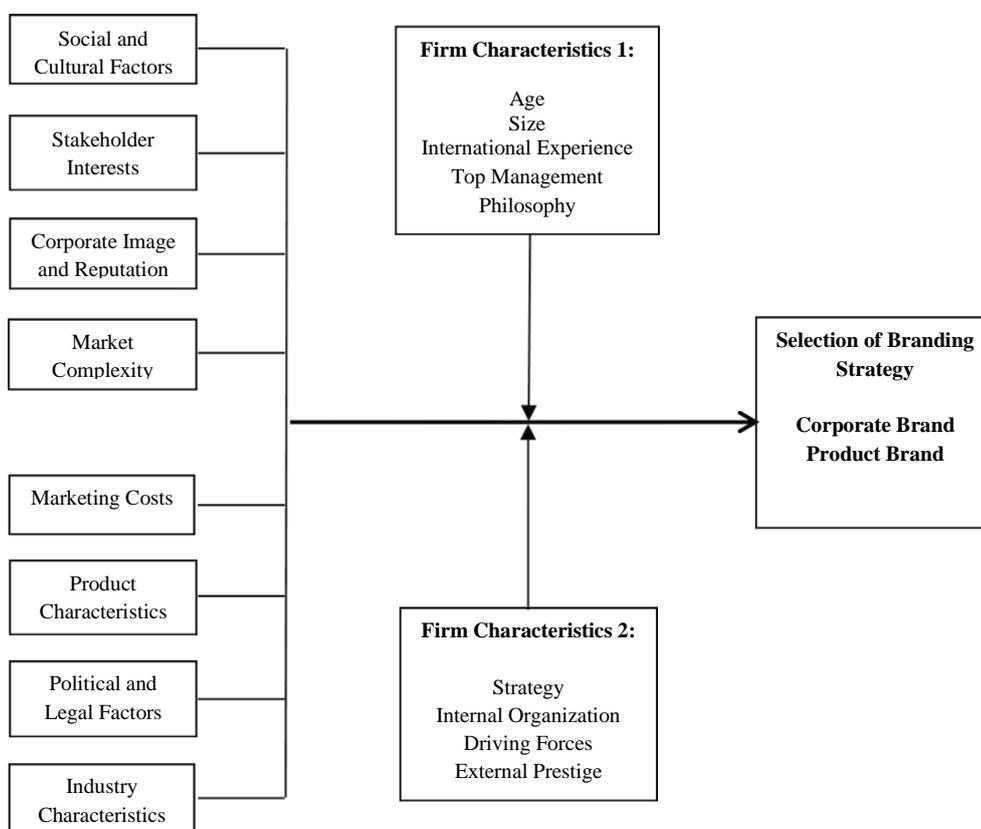 Social and
Cultural Factors
Stakeholder
Interests
Corporate Image
and Reputation
Market
Complexity
Marketing Costs
Product
Characteristics
Political and
Legal Factors
Industry
Characteristics
Firm Characteristics 1:
Age
Size
International Experience
Top Management
Philosophy
Firm Characteristics 2:
Strategy
Internal Organization
Driving Forces
External Prestige
Selection of Branding
Strategy
Corporate Brand
Product Brand